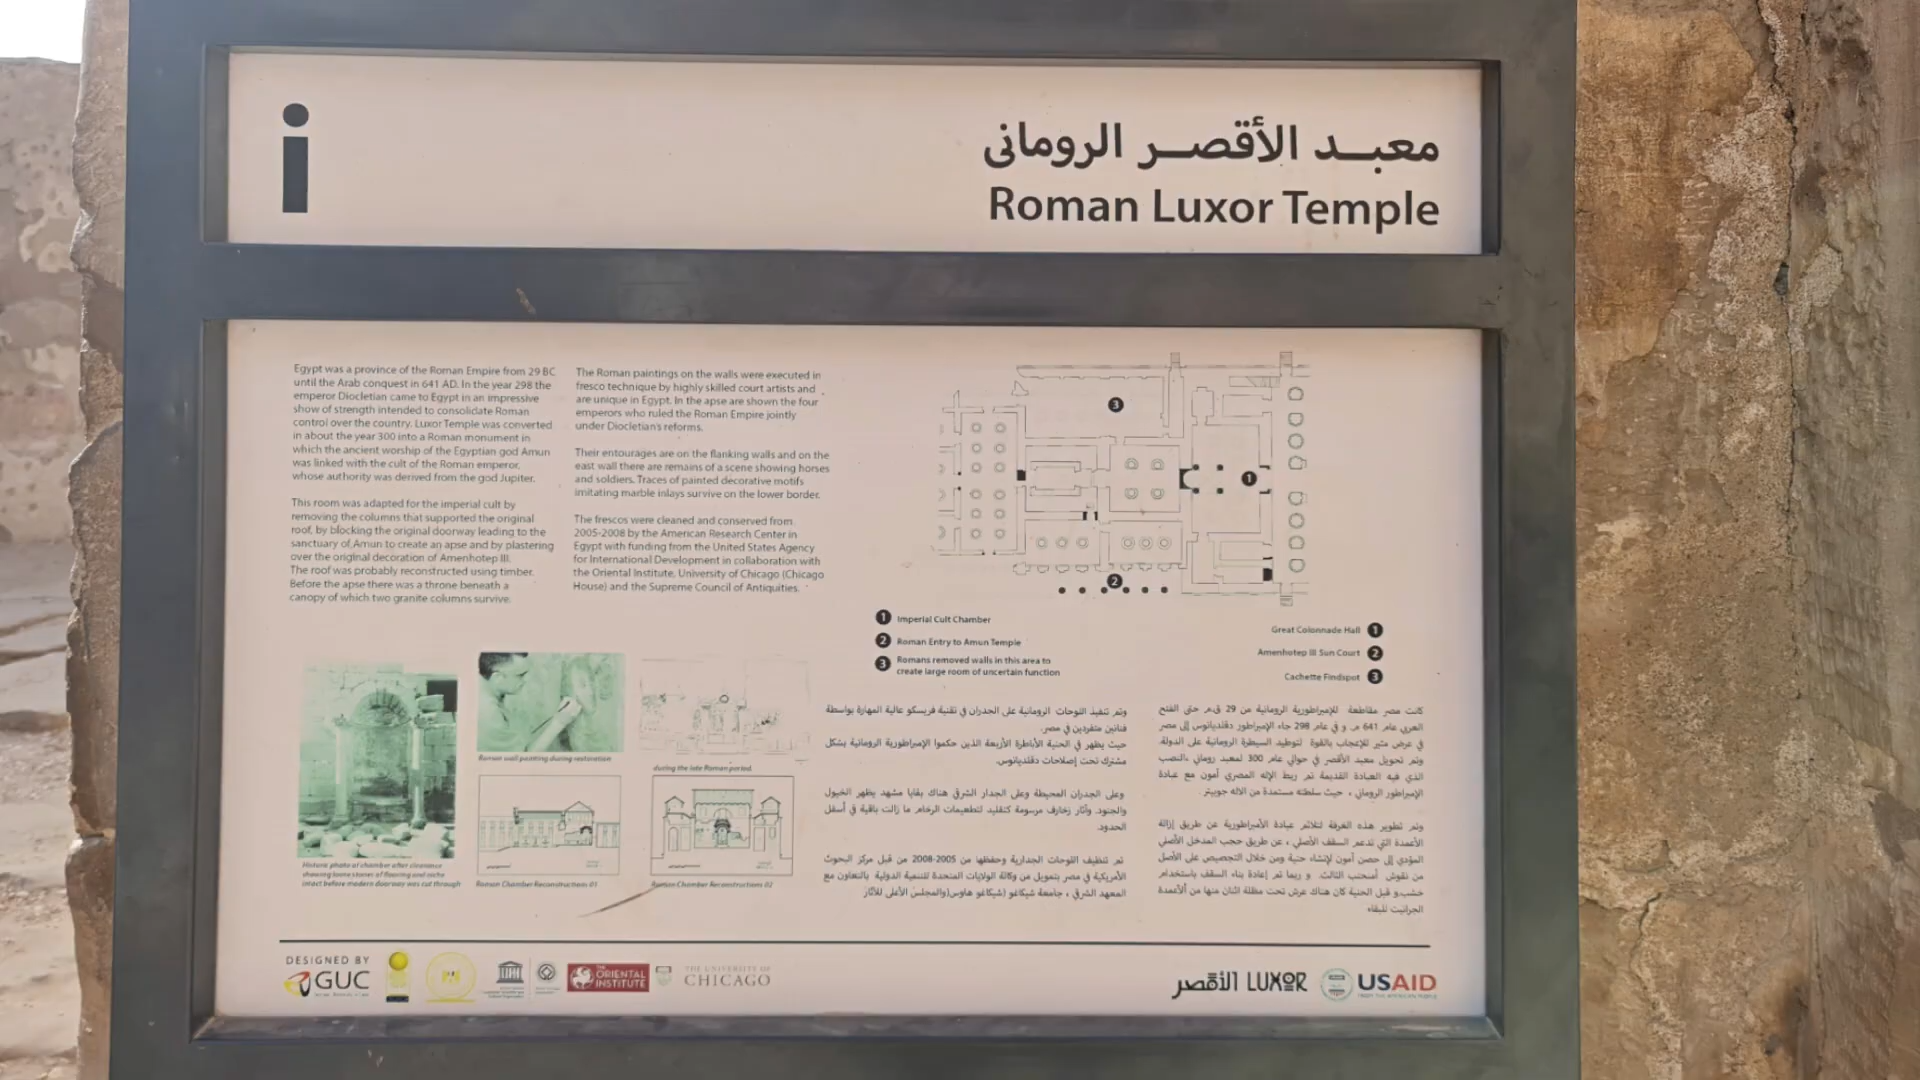 i
معبد الأقصر الرومانى
Roman Luxor Temple
Egypt was a province of the Roman Empire from 29 BC
until the Arab conquest in 641 AD. In the year 298 the
emperor Diocletian came to Egypt in an impressive
show of strength intended to consolidate Roman
control over the country. Luxor Temple was converted
in about the year 300 into a Roman monument in
which the ancient worship of the Egyptian god Amun
was linked with the cult of the Roman emperor,
whose authority was derived from the god Jupiter.
This room was adapted for the imperial cult by
removing the columns that supported the original
roof, by blocking the original doorway leading to the
sanctuary of Amun to create an apse and by plastering
over the original decoration of Amenhotep III.
The roof was probably reconstructed using timber.
Before the apse there was a throne beneath a
canopy of which two granite columns survive.
The Roman paintings on the walls were executed in
fresco technique by highly skilled court artists and
are unique in Egypt. In the apse are shown the four
emperors who ruled the Roman Empire jointly
under Diocletian's reforms.
Their entourages are on the flanking walls and on the
east wall there are remains of a scene showing horses
and soldiers. Traces of painted decorative motifs
imitating marble inlays survive on the lower border.
The frescos were cleaned and conserved from
2005-2008 by the American Research Center in
Egypt with funding from the United States Agency
for International Development in collaboration with
the Oriental Institute, University of Chicago (Chicago
House) and the Supreme Council of Antiquities.
3
1
2
1 Imperial Cult Chamber
2 Roman Entry to Amun Temple
3 Romans removed walls in this area to
create large room of uncertain function
Great Colonnade Hall 1
Amenhotep III Sun Court 2
Cachette Findspot 3
Historic photo of chamber after clearance
showing loose stones of flooring and niche
intact before modern doorway was cut through
Roman wall painting during restoration
during the late Roman period.
Roman Chamber Reconstructions 01
Roman Chamber Reconstructions 02
كانت مصر مقاطعة للإمبراطورية الرومانية من 29 ق.م حتى الفتح
العربي عام 641 م. و في عام 298 جاء الإمبراطور دقلديانوس إلى مصر
في عرض مثير للإعجاب بالقوة لتوطيد السيطرة الرومانية على الدولة.
وتم تحويل معبد الأقصر في حوالي عام 300 لمعبد روماني
الذي فيه العبادة القديمة تم ربط الإله المصري آمون مع عبادة
الإمبراطور الروماني ، حيث سلطته مستمدة من الآله جوبيتر.
وتم تطوير هذه الغرفة لتلائم عبادة الأمبراطورية عن طريق إزالة
الأعمدة التي تدعم السقف الأصلي ، عن طريق حجب المدخل الأصلي
المؤدي إلى حصن آمون لإنشاء حنية ومن خلال التجصيص على الأصل
من نقوش أمنحتب الثالث. و ربما تم إعادة بناء السقف باستخدام
خشب.و قبل الحنية كان هناك عرش تحت مظلة اثنان منها من ألأعمدة
الجرانيت للبقاء
وتم تنفيذ اللوحات الرومانية على الجدران في تقنية فريسكو عالية المهارة بواسطة
فنانين متفردين في مصر.
حيث يظهر في الحنية الأباطرة الأربعة الذين حكموا الإمبراطورية الرومانية بشكل
مشترك تحت إصلاحات دقلديانوس.
وعلى الجدران المحيطة وعلى الجدار الشرقي هناك بقايا مشهد يظهر الخيول
والجنود. وآثار زخارف مرسومة كتقليد لتطعيمات الرخام ما زالت باقية في أسفل
الحدود.
تم تنظيف اللوحات الجدارية وحفظها من 2005-2008 من قبل مركز البحوث
الأمريكية في مصر بتمويل من وكالة الولايات المتحدة للتنمية الدولية بالتعاون مع
المعهد الشرقي ، جامعة شيكاغو (شيكاغو هاوس)والمجلس الأعلى للآثار
DESIGNED BY
GUC
THE
ORIENTAL
INSTITUTE
THE UNIVERSITY OF
CHICAGO
الأقصر LUXOR
USAID
FROM THE AMERICAN PEOPLE